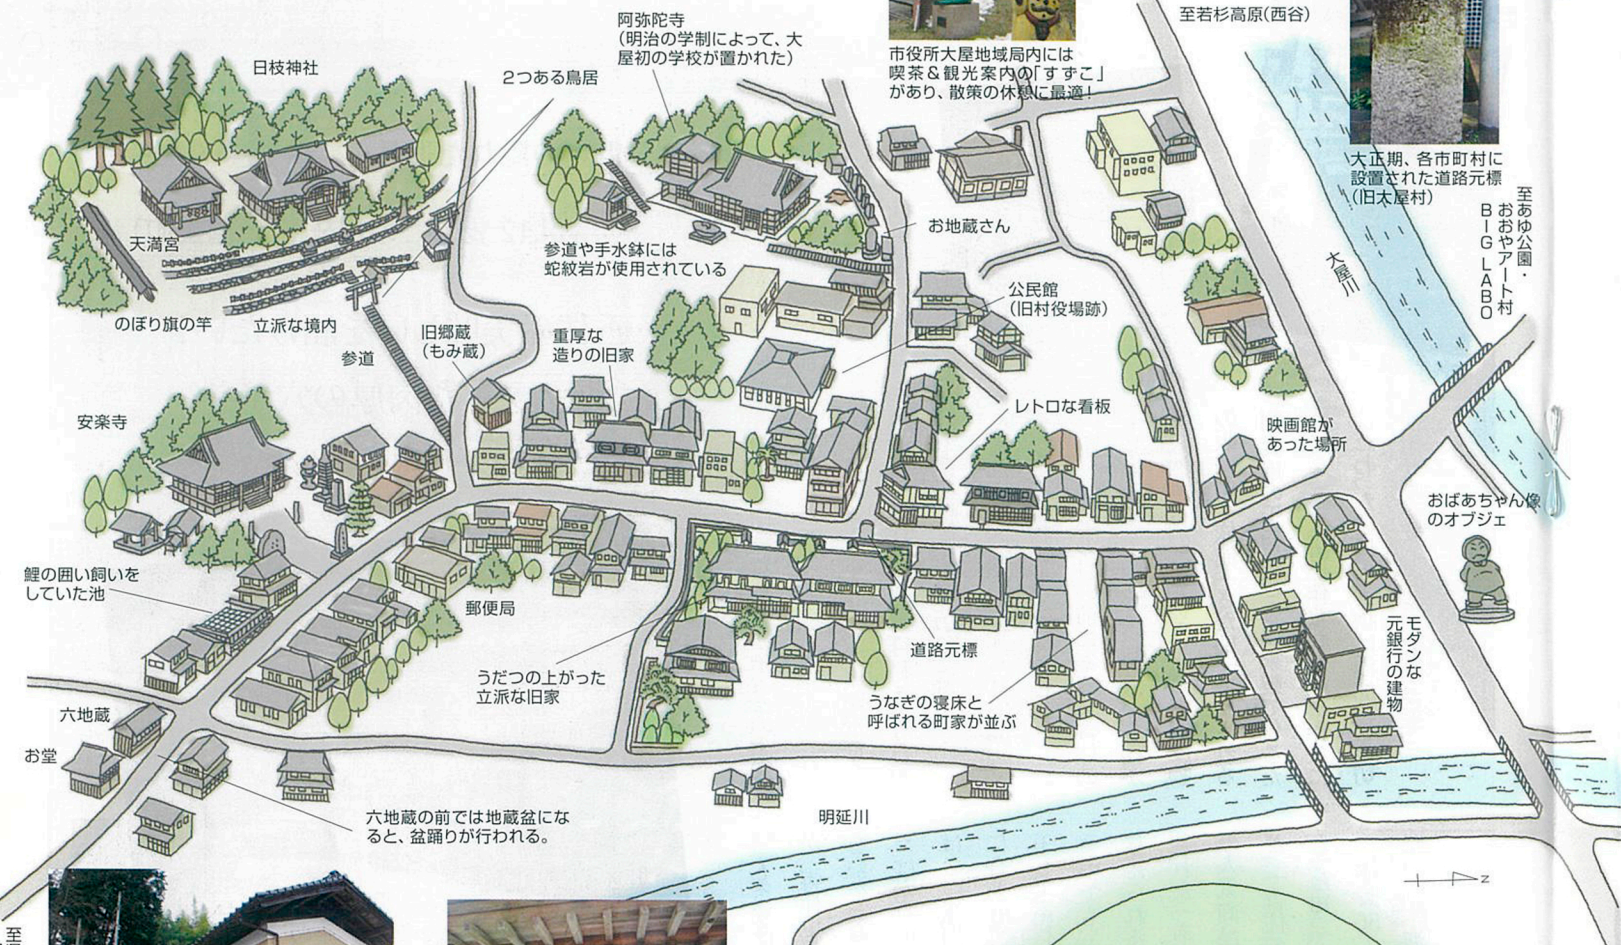 阿弥陀寺
(明治の学制によって、大
屋初の学校が置かれた)
市役所大屋地域局内には
喫茶&観光案内の「すずこ」
があり、散策の休憩に最適!
至若杉高原(西谷)
大正期、各市町村に
設置された道路元標
(旧大屋村)
至あゆ公園・
おおやアート村
BIG LABO
大屋川
日枝神社
2つある鳥居
天満宮
のぼり旗の竿
立派な境内
参道
参道や手水鉢には
蛇紋岩が使用されている
お地蔵さん
公民館
(旧村役場跡)
旧郷蔵
(もみ蔵)
重厚な
造りの旧家
レトロな看板
映画館が
あった場所
おばあちゃん像
のオブジェ
安楽寺
鯉の囲い飼いを
していた池
郵便局
うだつの上がった
立派な旧家
道路元標
うなぎの寝床と
呼ばれる町家が並ぶ
モダンな
元銀行の建物
六地蔵
お堂
六地蔵の前では地蔵盆にな
ると、盆踊りが行われる。
明延川
Z
至